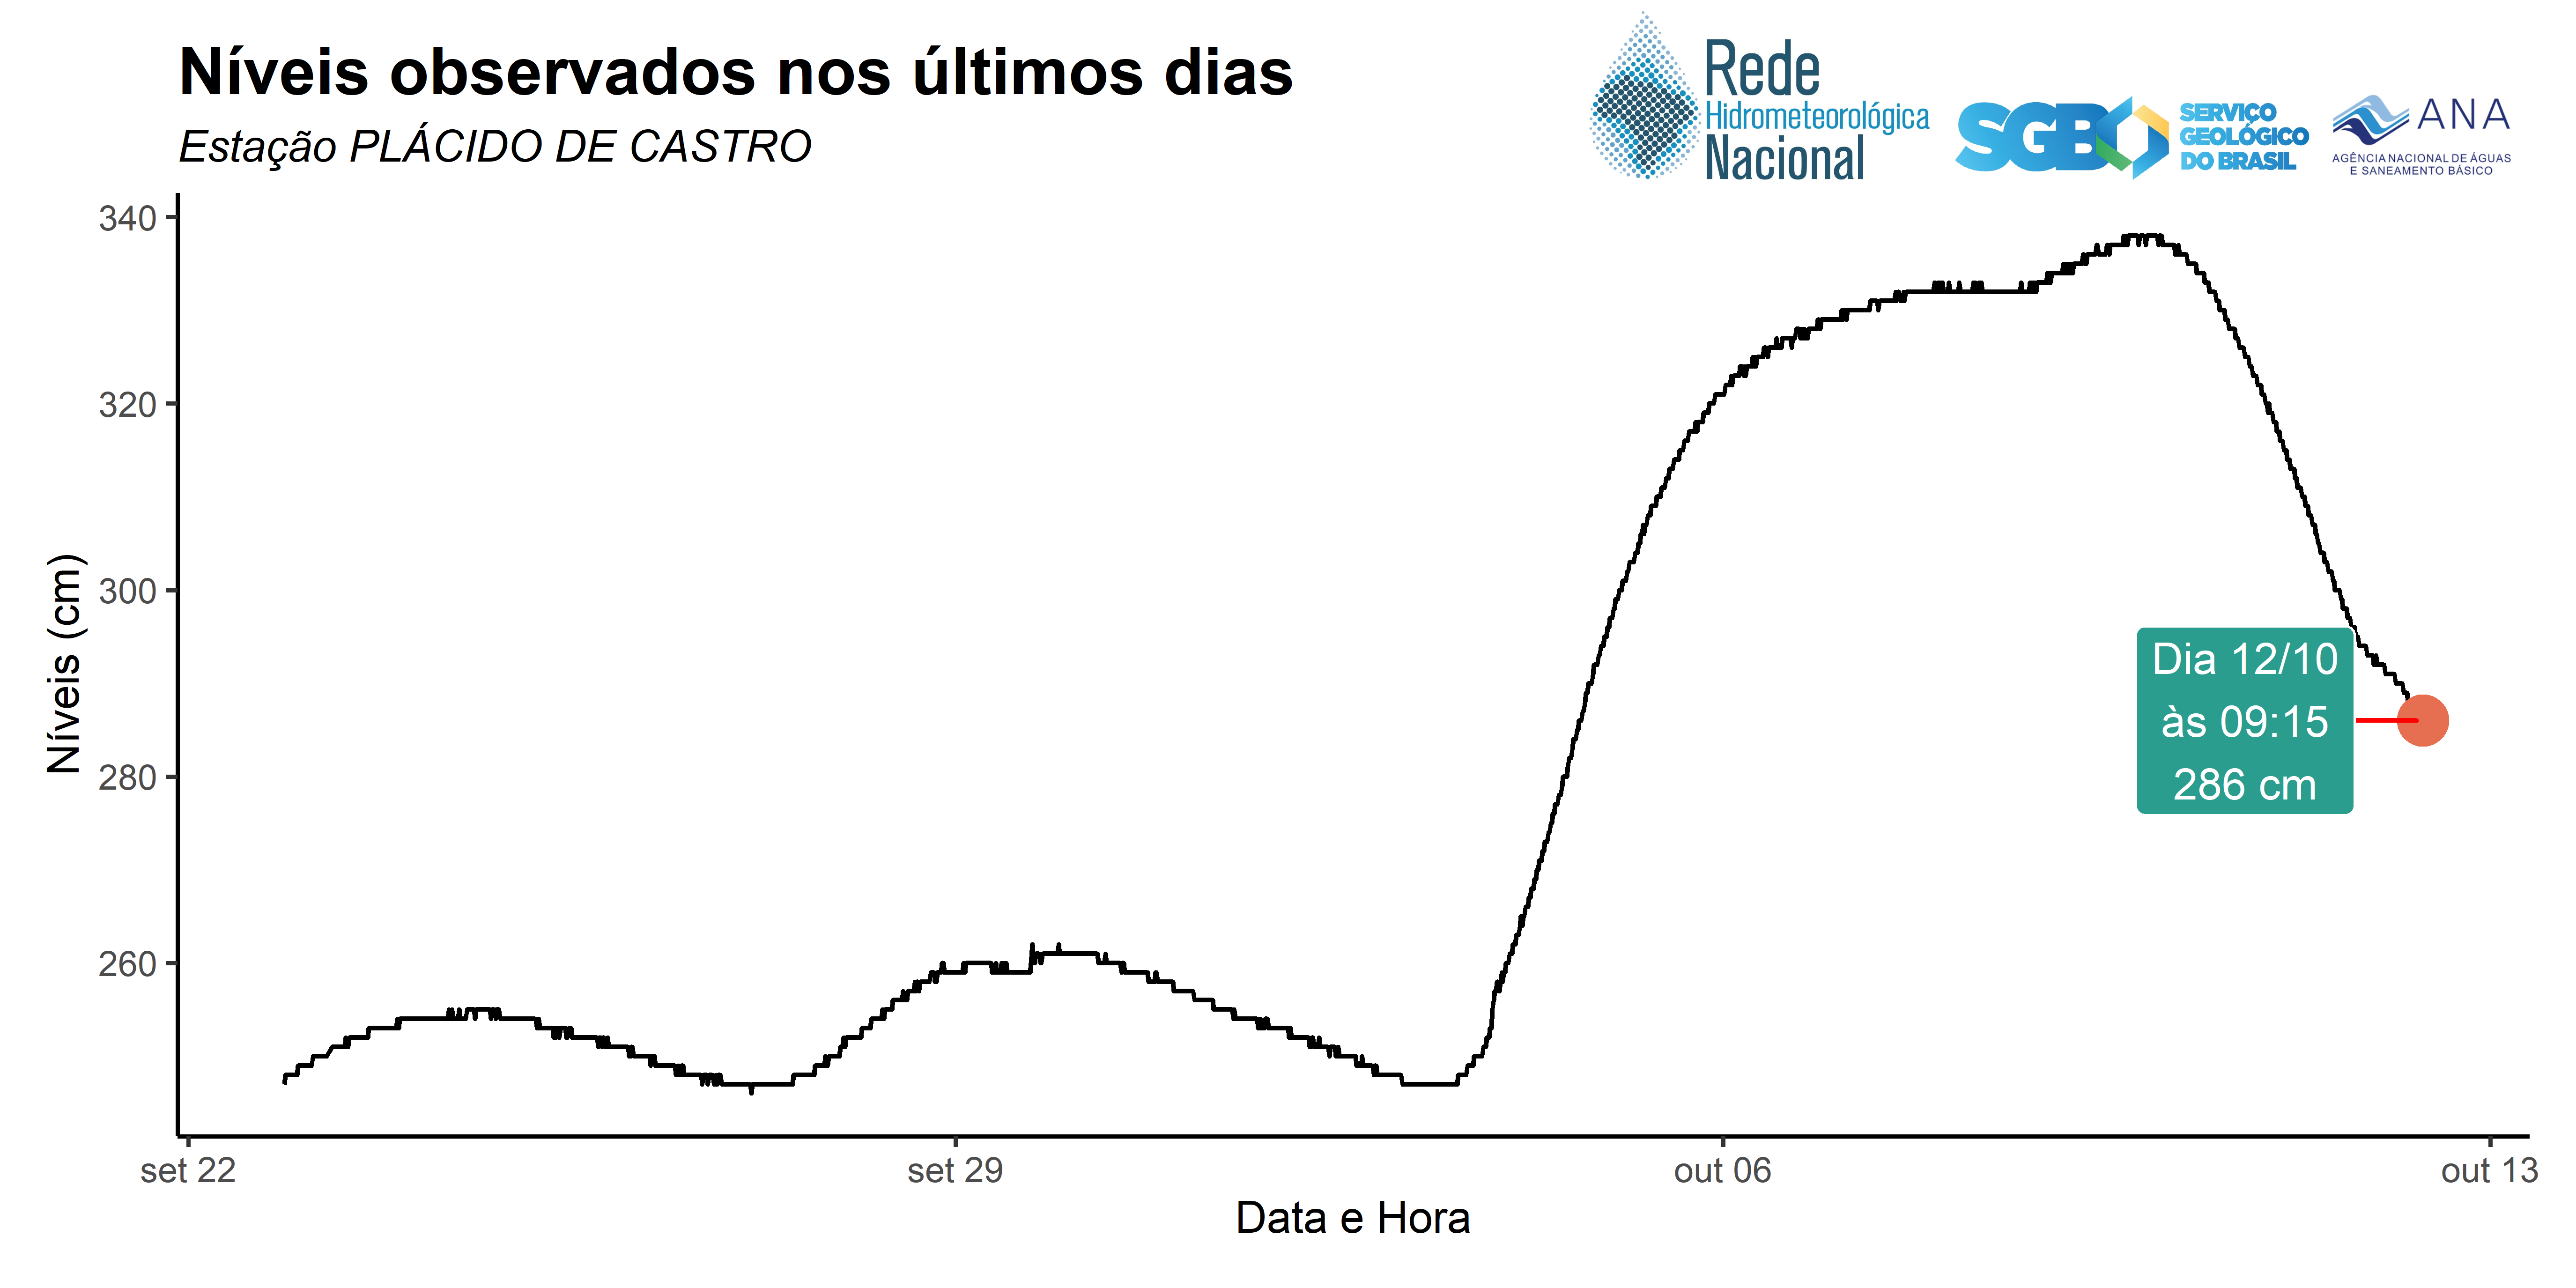 Níveis observados nos últimos dias
Estação PLÁCIDO DE CASTRO
Rede
Hidrometeorológica
Nacional
SGB
SERVIÇO
GEOLÓGICO
DO BRASIL
ANA
AGÊNCIA NACIONAL DE ÁGUAS
E SANEAMENTO BÁSICO
Níveis (cm)
340
320
300
280
260
Dia 12/10
às 09:15
286 cm
set 22
set 29
out 06
out 13
Data e Hora